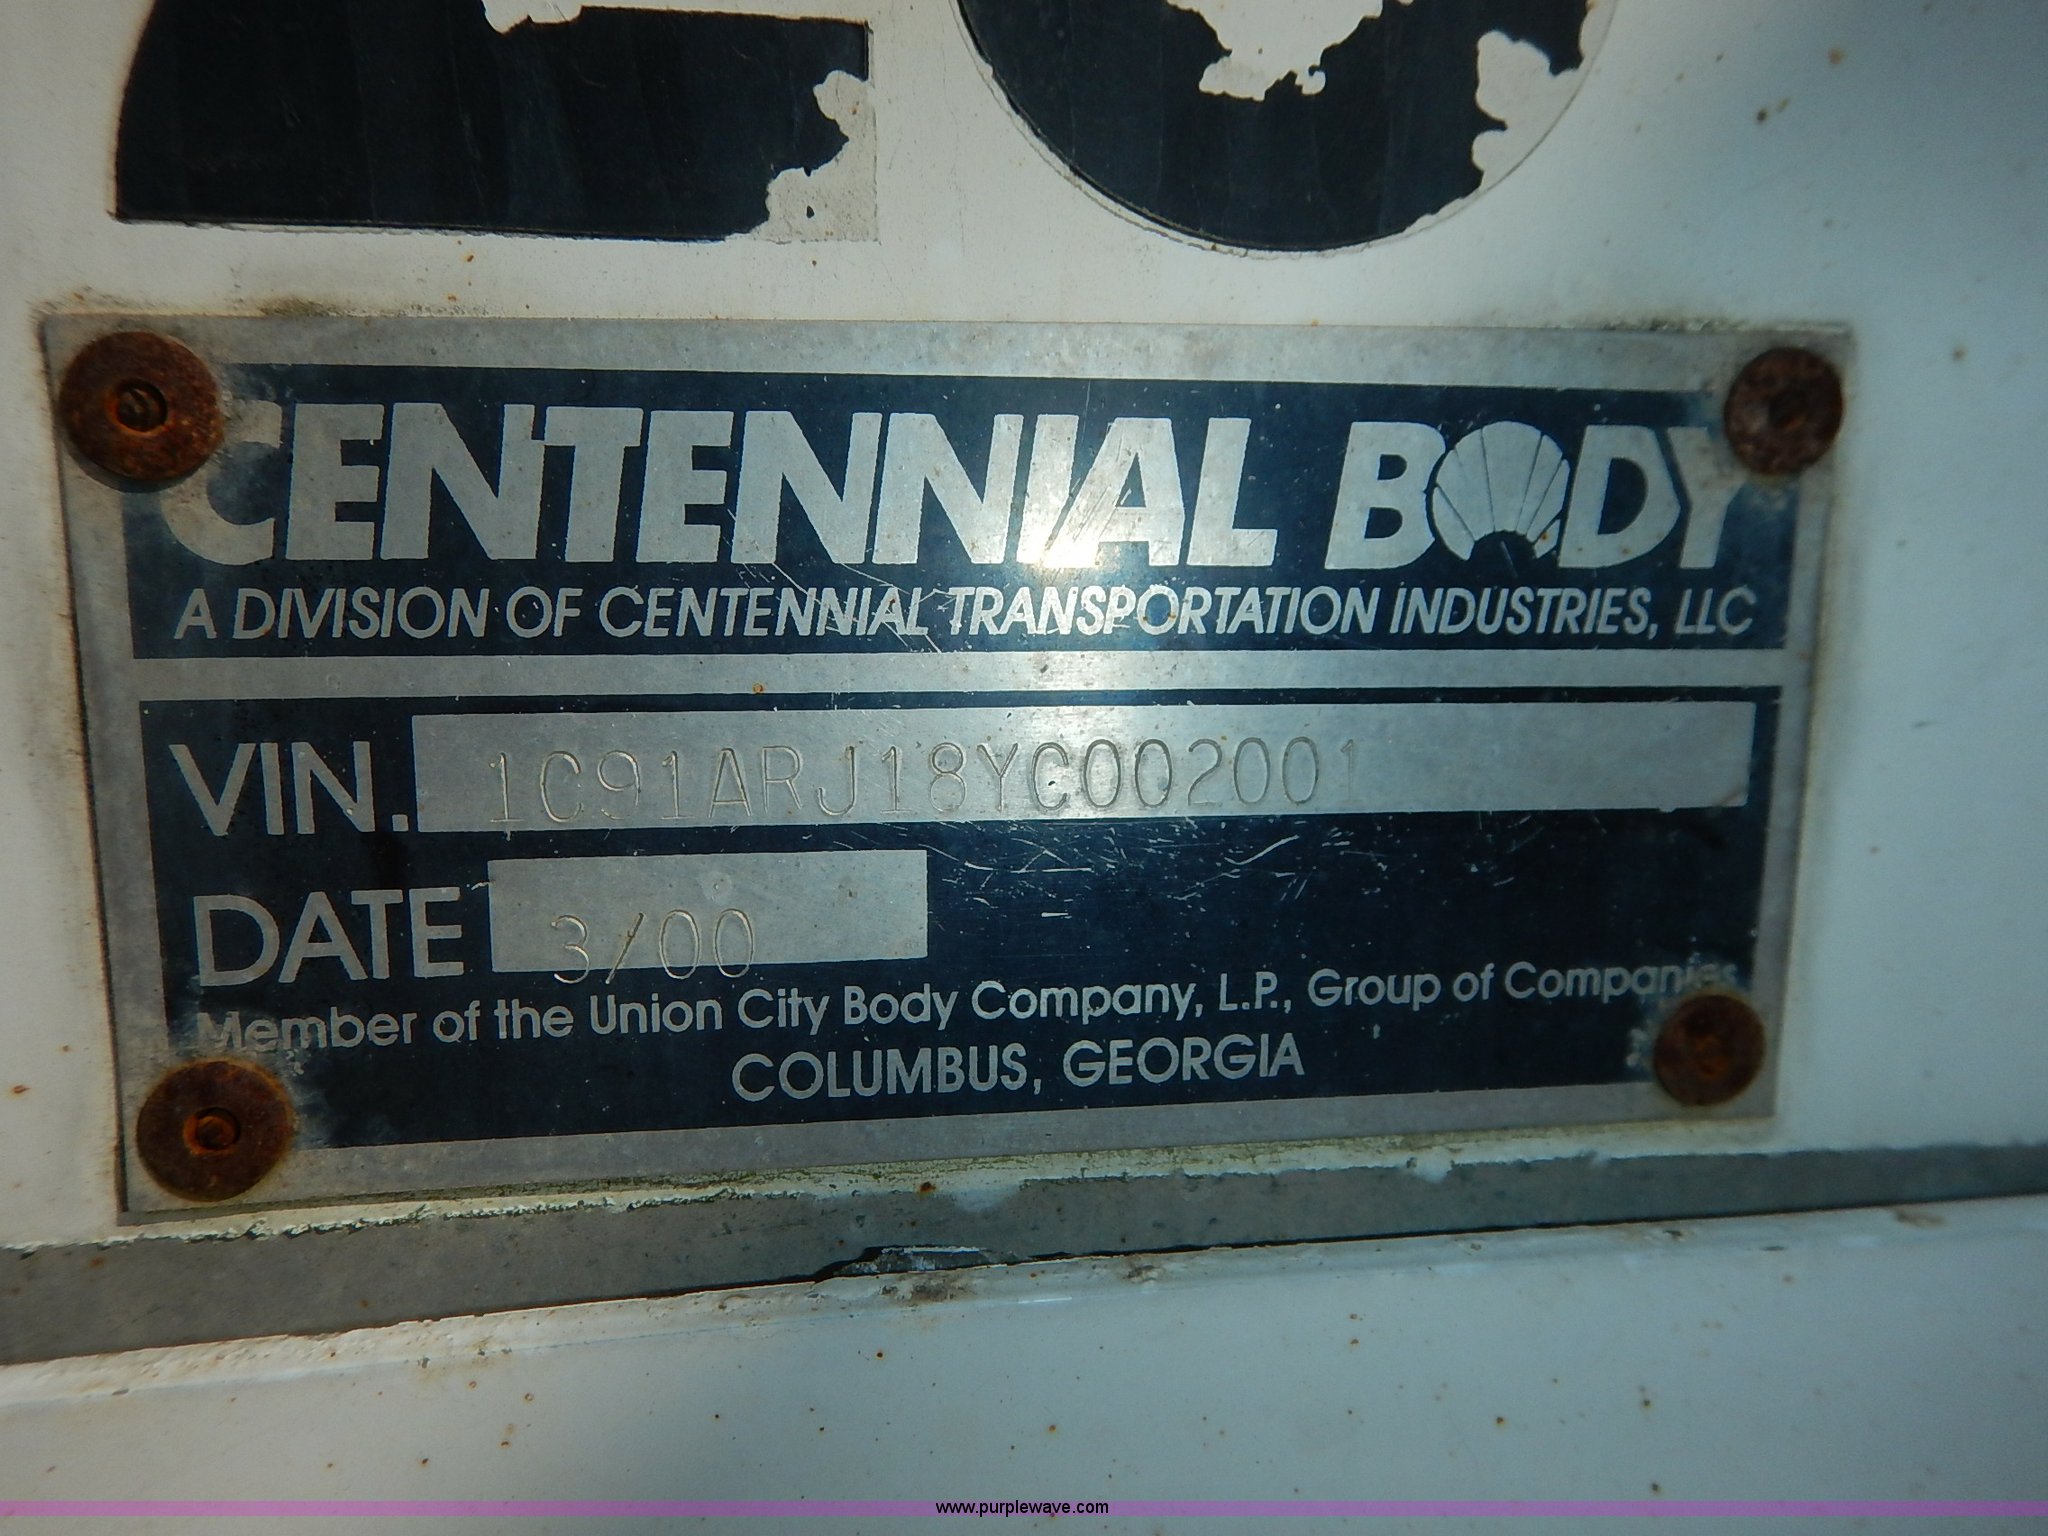 CENTENNIAL BODY
A DIVISION OF CENTENNIAL TRANSPORTATION INDUSTRIES, LLC
VIN. 1C91ARJ18YC002001
DATE 3/00
Member of the Union City Body Company, L.P., Group of Companies
COLUMBUS, GEORGIA
www.purplewave.com